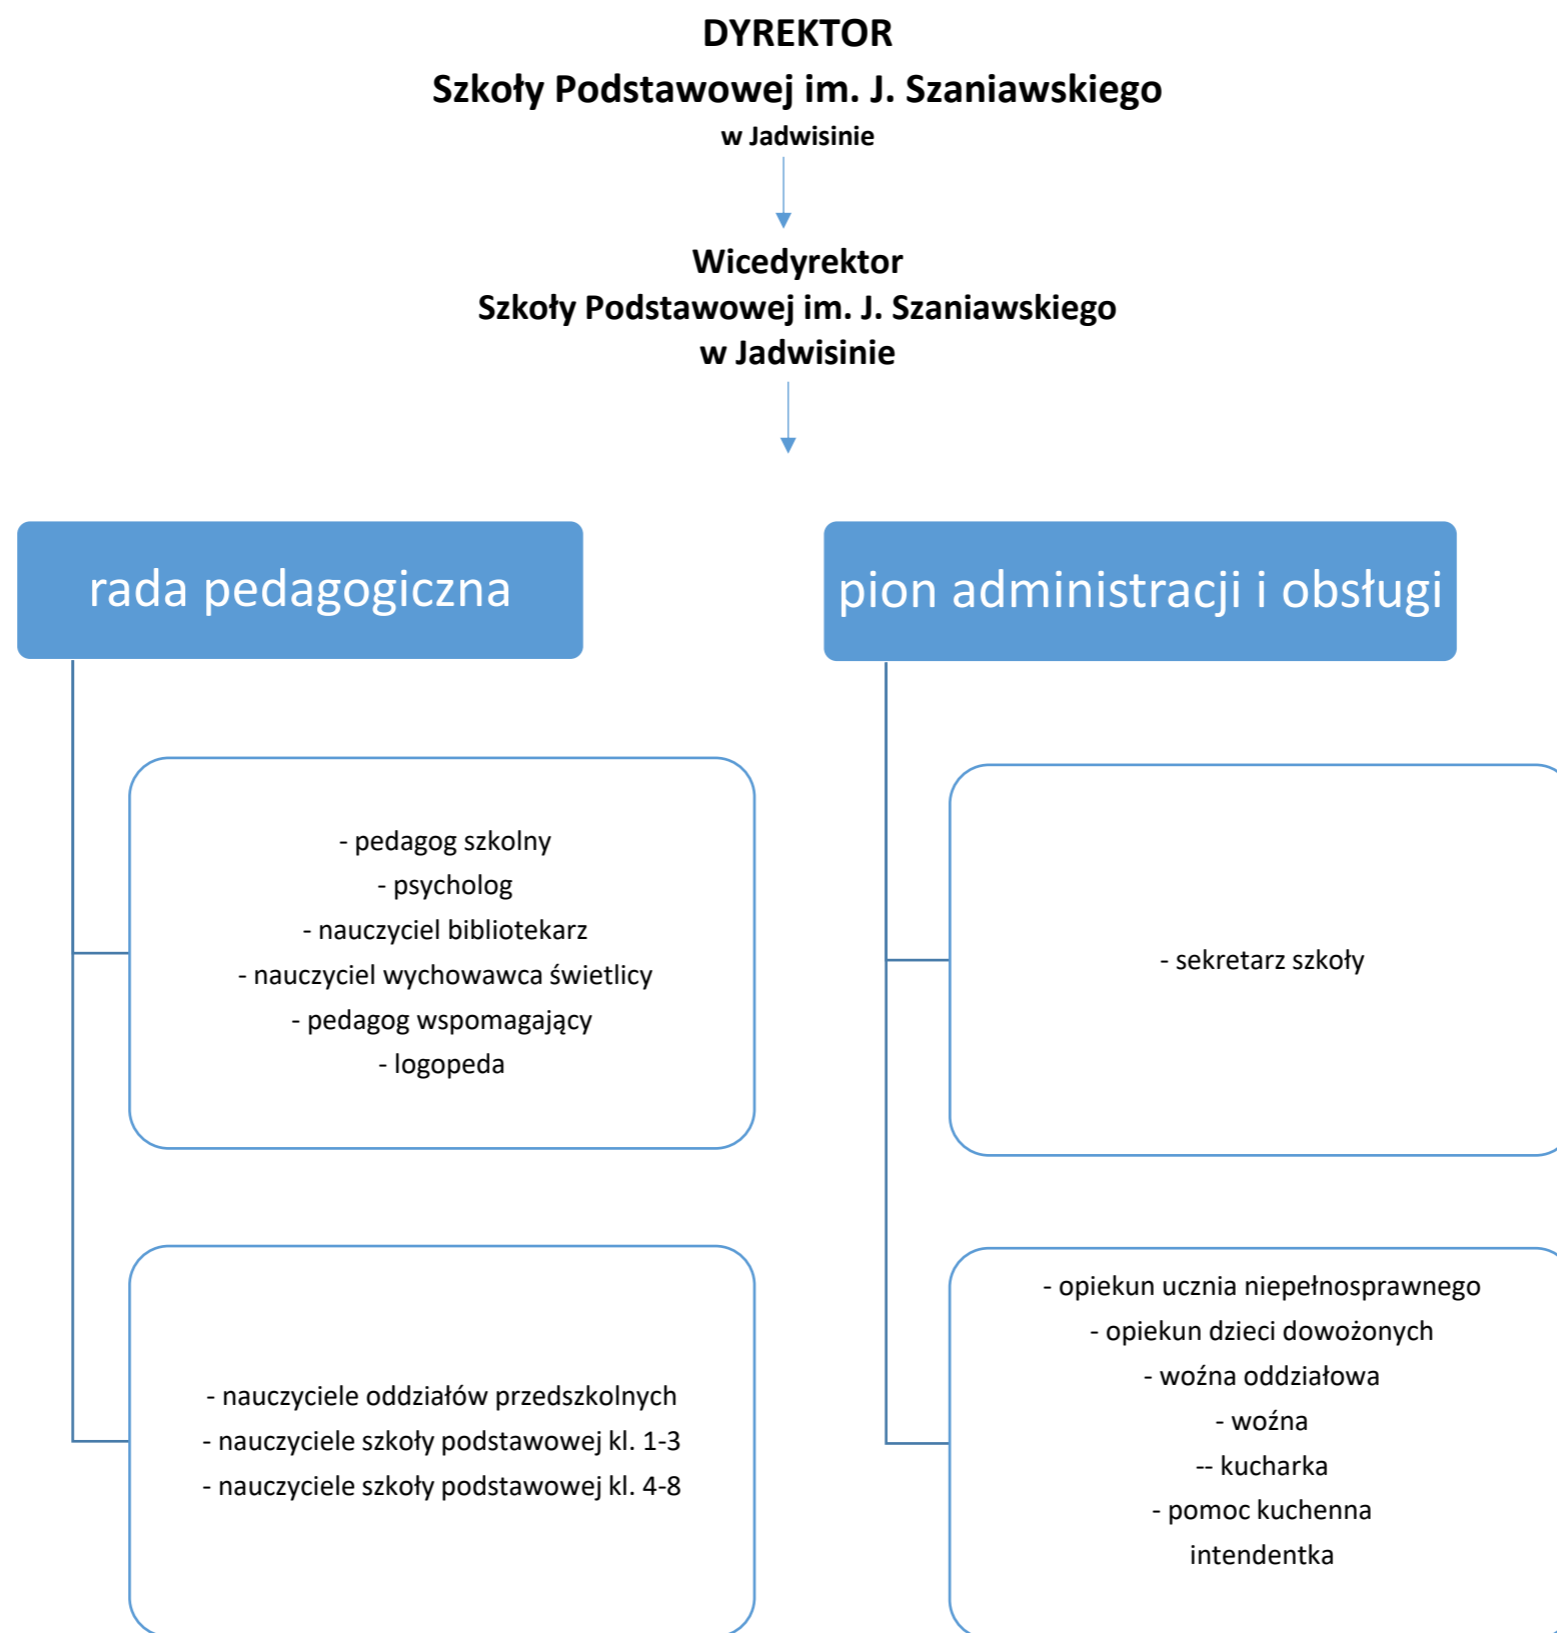 DYREKTOR
Szkoły Podstawowej im. J. Szaniawskiego
w Jadwisinie
Wicedyrektor
Szkoły Podstawowej im. J. Szaniawskiego
w Jadwisinie
rada pedagogiczna
- pedagog szkolny
- psycholog
- nauczyciel bibliotekarz
- nauczyciel wychowawca świetlicy
- pedagog wspomagający
- logopeda
- nauczyciele oddziałów przedszkolnych
- nauczyciele szkoły podstawowej kl. 1-3
- nauczyciele szkoły podstawowej kl. 4-8
pion administracji i obsługi
- sekretarz szkoły
- opiekun ucznia niepełnosprawnego
- opiekun dzieci dowożonych
- woźna oddziałowa
- woźna
-- kucharka
- pomoc kuchenna
intendentka